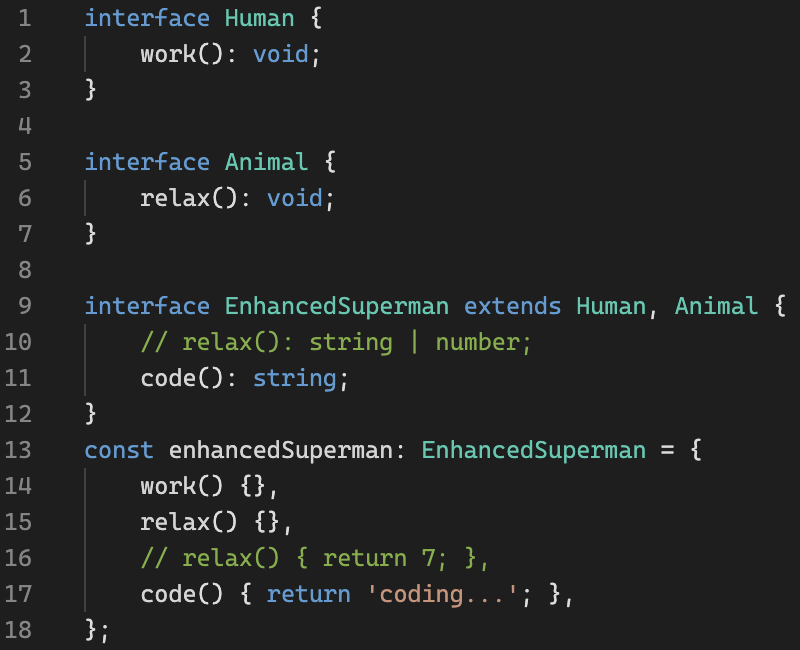 1 interface Human {
2     work(): void;
3 }
4
5 interface Animal {
6     relax(): void;
7 }
8
9 interface EnhancedSuperman extends Human, Animal {
10     // relax(): string | number;
11     code(): string;
12 }
13 const enhancedSuperman: EnhancedSuperman = {
14     work() {},
15     relax() {},
16     // relax() { return 7; },
17     code() { return 'coding...'; },
18 };